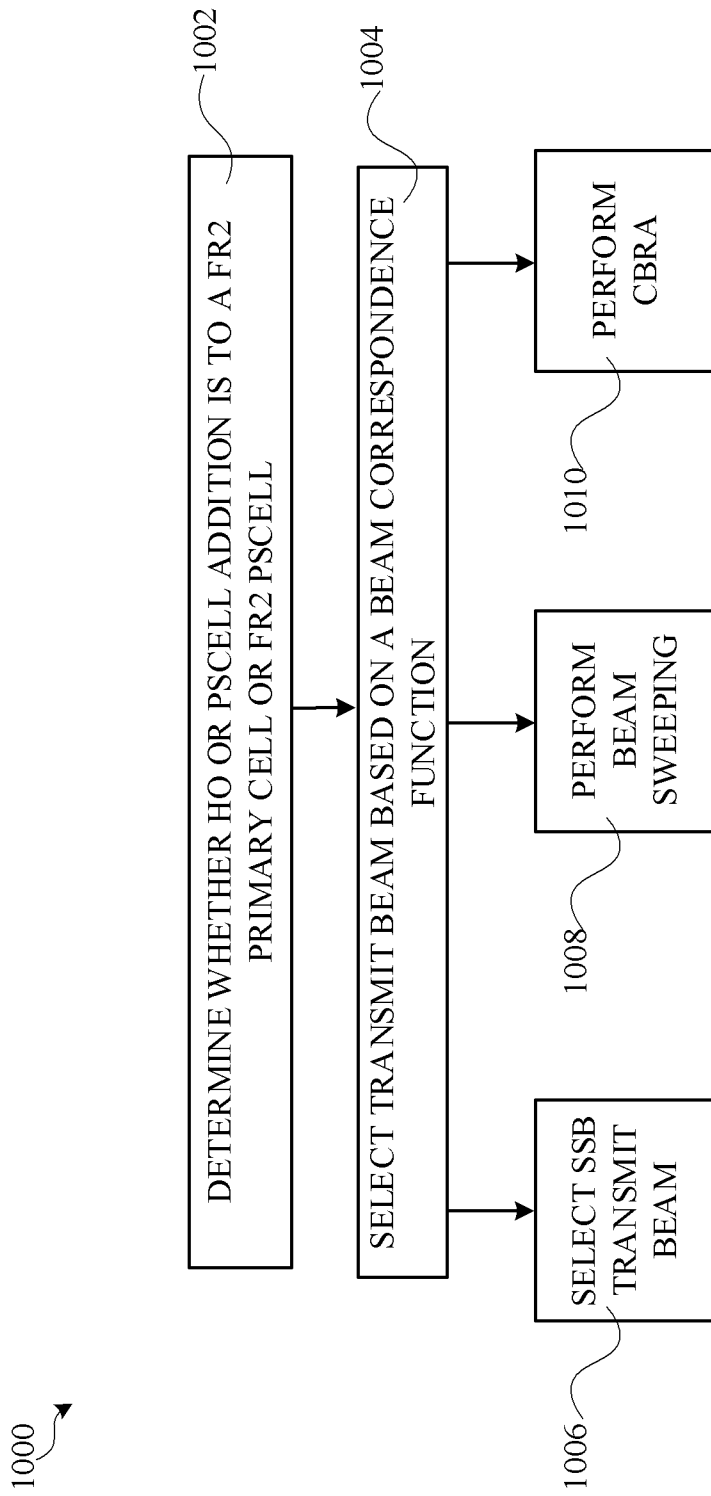 1000
DETERMINE WHETHER HO OR PSCELL ADDITION IS TO A FR2
PRIMARY CELL OR FR2 PSCELL
1002
SELECT TRANSMIT BEAM BASED ON A BEAM CORRESPONDENCE
FUNCTION
1004
SELECT SSB
TRANSMIT
BEAM
1006
PERFORM
BEAM
SWEEPING
1008
PERFORM
CBRA
1010